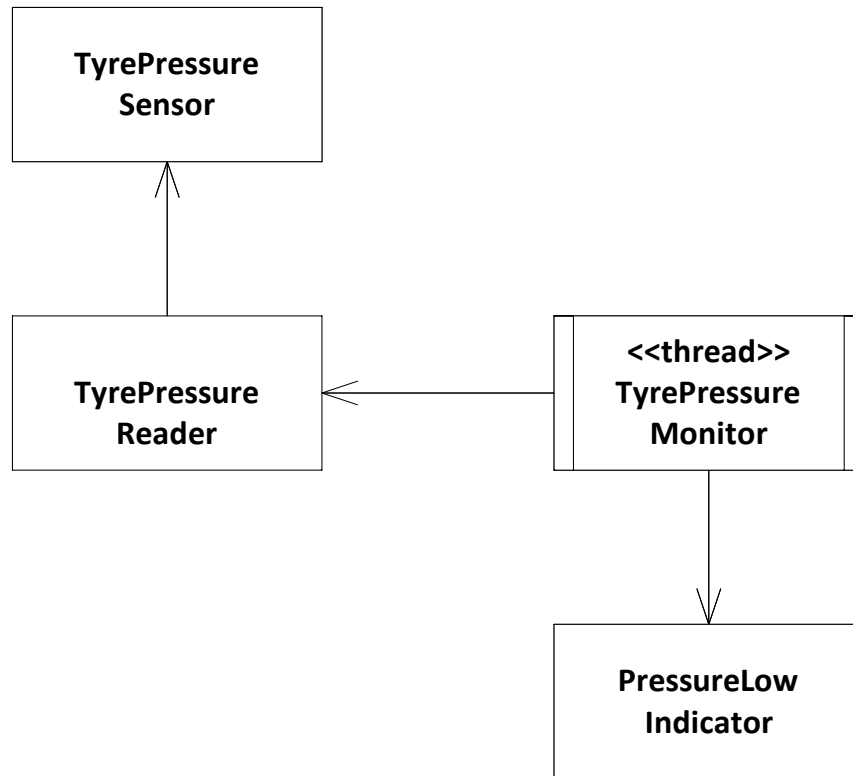 TyrePressure
Sensor
TyrePressure
Reader
<<thread>>
TyrePressure
Monitor
PressureLow
Indicator